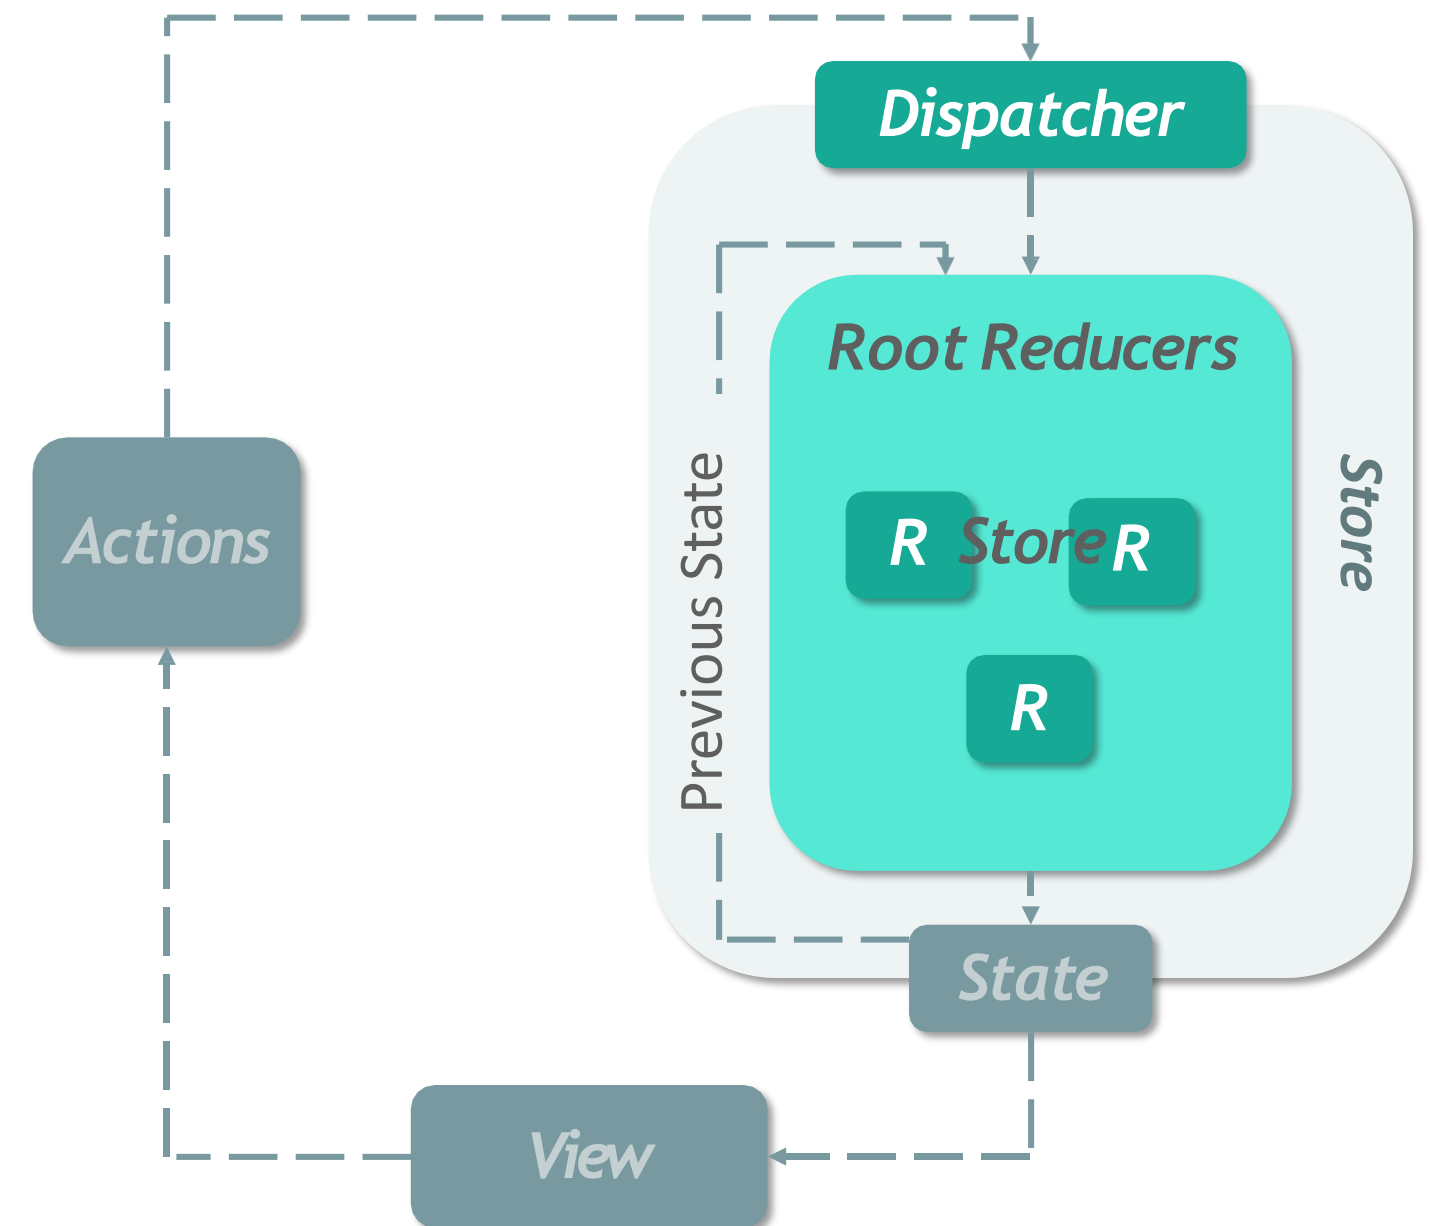 Dispatcher
Root Reducers
Actions
Previous State
R
Store
R
Store
R
State
View